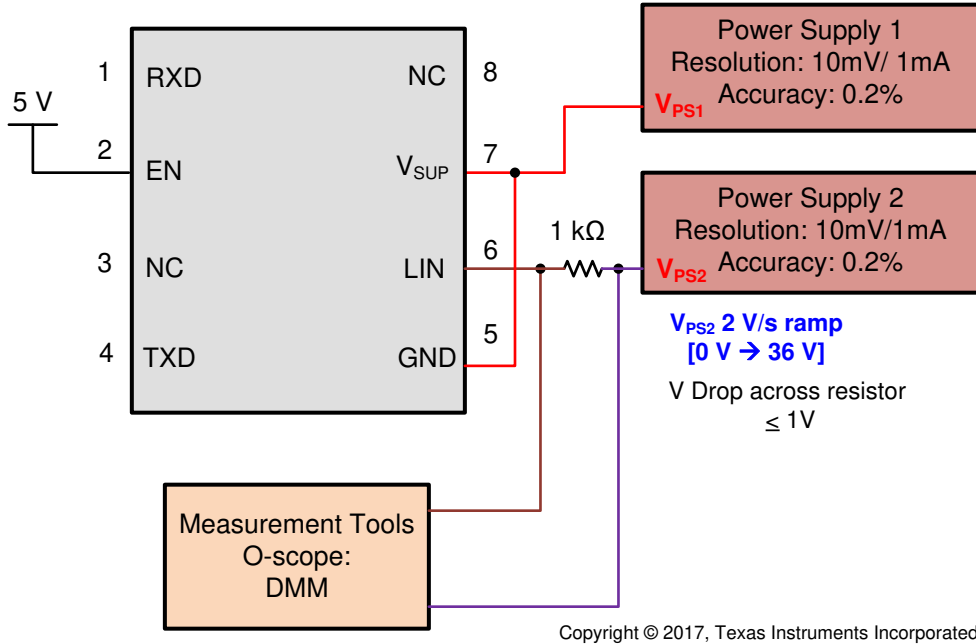 5 V
1
RXD
2
EN
3
NC
4
TXD
NC
8
VSUP
7
LIN
6
GND
5
1 kΩ
Power Supply 1
Resolution: 10mV/ 1mA
Accuracy: 0.2%
VPS1
Power Supply 2
Resolution: 10mV/1mA
Accuracy: 0.2%
VPS2
VPS2 2 V/s ramp
[0 V → 36 V]
V Drop across resistor
≤ 1V
Measurement Tools
O-scope:
DMM
Copyright © 2017, Texas Instruments Incorporated